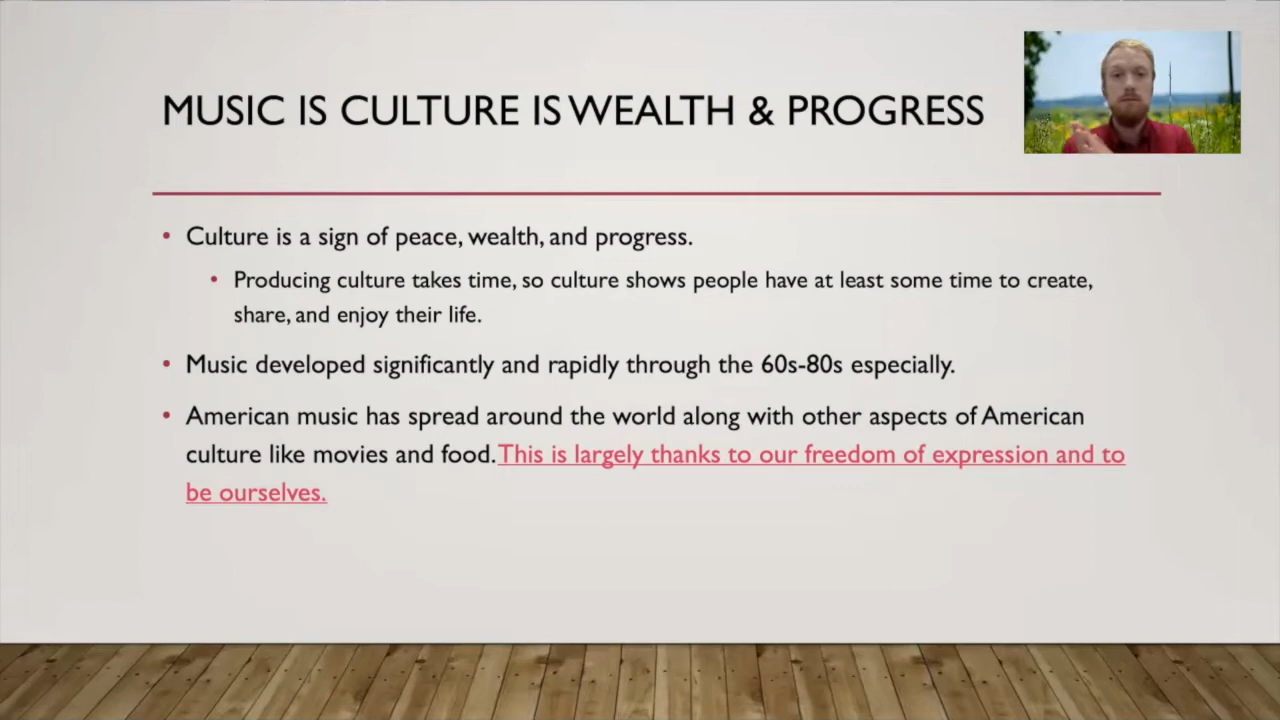 MUSIC IS CULTURE IS WEALTH & PROGRESS
• Culture is a sign of peace, wealth, and progress.
• Producing culture takes time, so culture shows people have at least some time to create,
share, and enjoy their life.
• Music developed significantly and rapidly through the 60s-80s especially.
• American music has spread around the world along with other aspects of American
culture like movies and food. This is largely thanks to our freedom of expression and to
be ourselves.